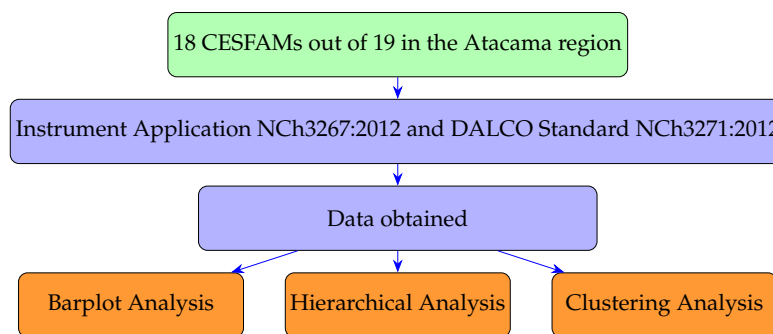 18 CESFAMs out of 19 in the Atacama region
Instrument Application NCh3267:2012 and DALCO Standard NCh3271:2012
Data obtained
Barplot Analysis
Hierarchical Analysis
Clustering Analysis